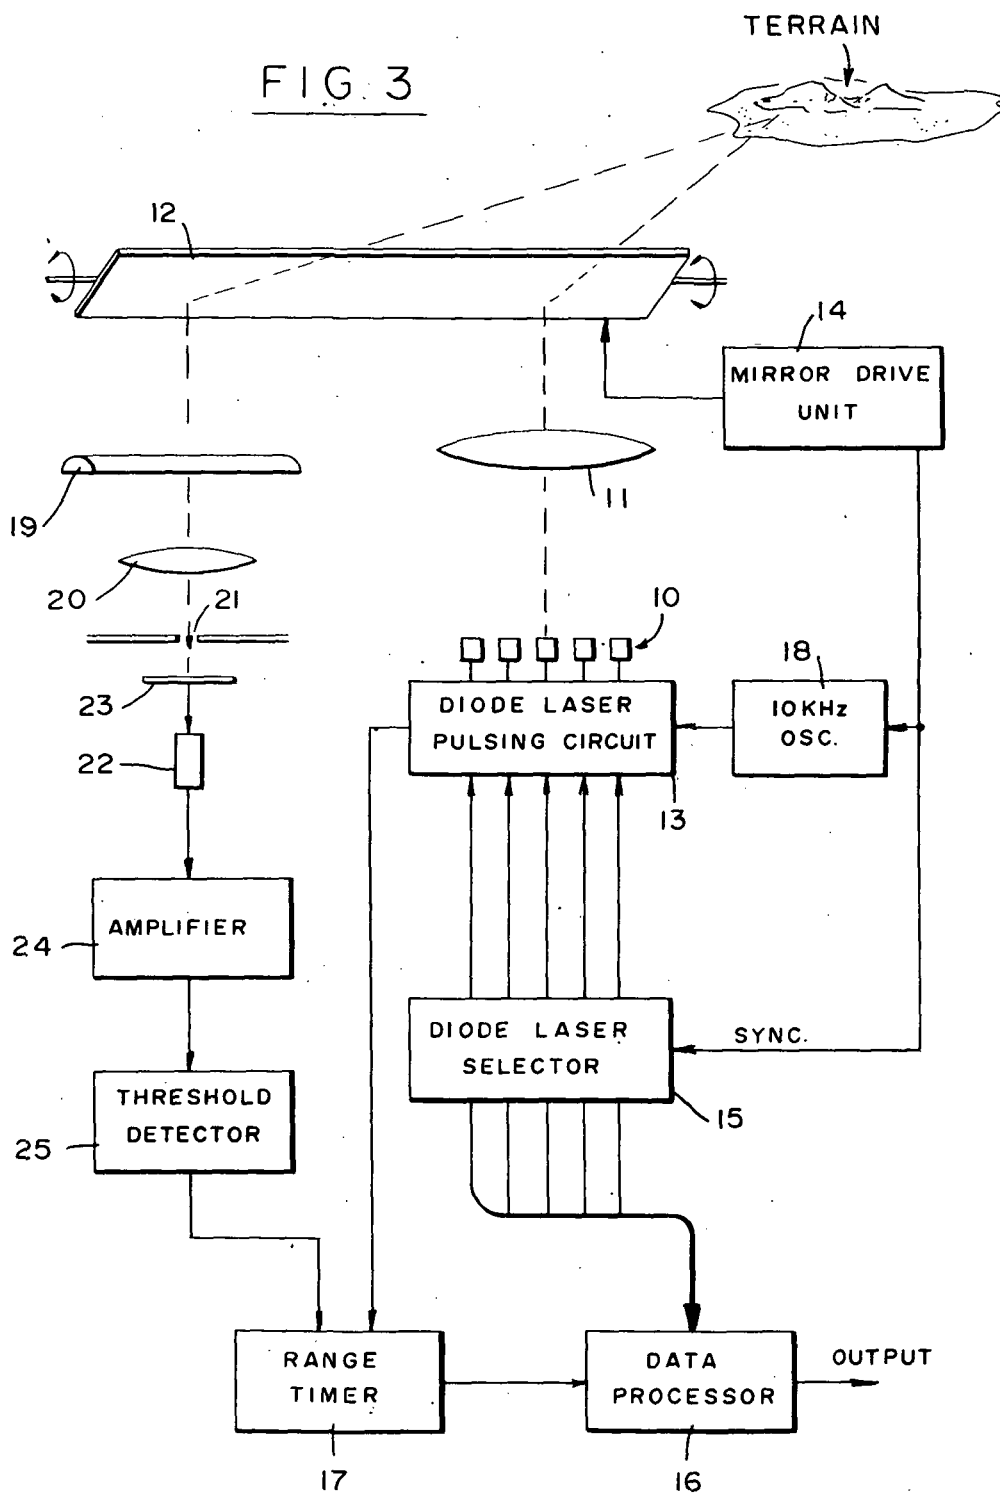 TERRAIN
FIG. 3
12
14
MIRROR DRIVE
UNIT
19
11
20
21
10
18
23
DIODE LASER
PULSING CIRCUIT
10KHz
OSC.
22
13
24
AMPLIFIER
DIODE LASER
SELECTOR
SYNC.
15
THRESHOLD
DETECTOR
25
RANGE
TIMER
DATA
PROCESSOR
OUTPUT
17
16